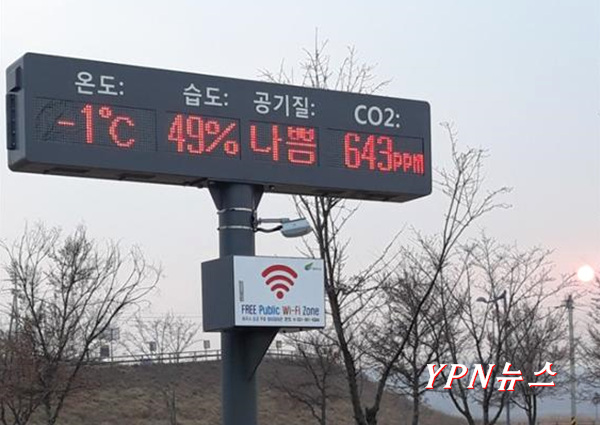 온도: 습도: 공기질: CO2:
-1℃ 49% 나쁨 643PPM
FREE Public Wi-Fi Zone
YPN뉴스